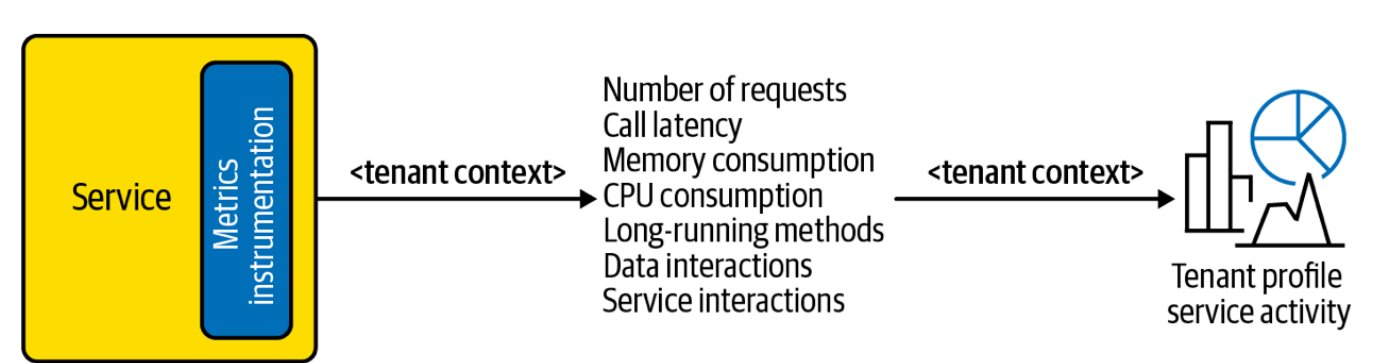 Service
Metrics
instrumentation
<tenant context>
Number of requests
Call latency
Memory consumption
CPU consumption
Long-running methods
Data interactions
Service interactions
<tenant context>
Tenant profile
service activity